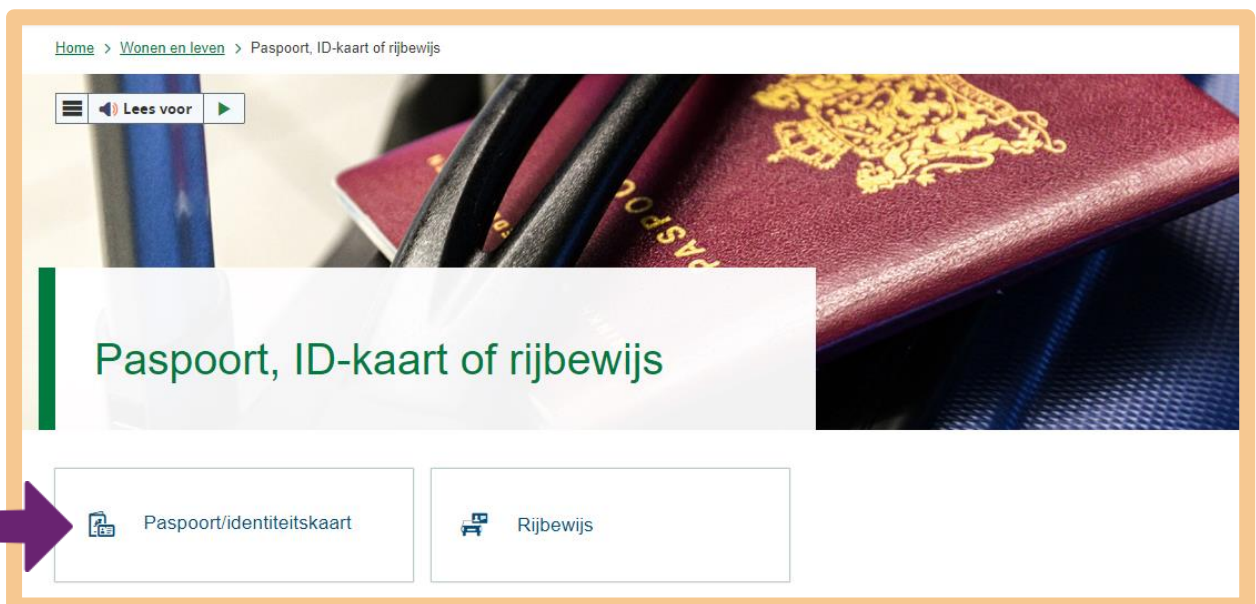 Home > Wonen en leven > Paspoort, ID-kaart of rijbewijs
Lees voor
PASPOO
Paspoort, ID-kaart of rijbewijs
Paspoort/identiteitskaart
Rijbewijs